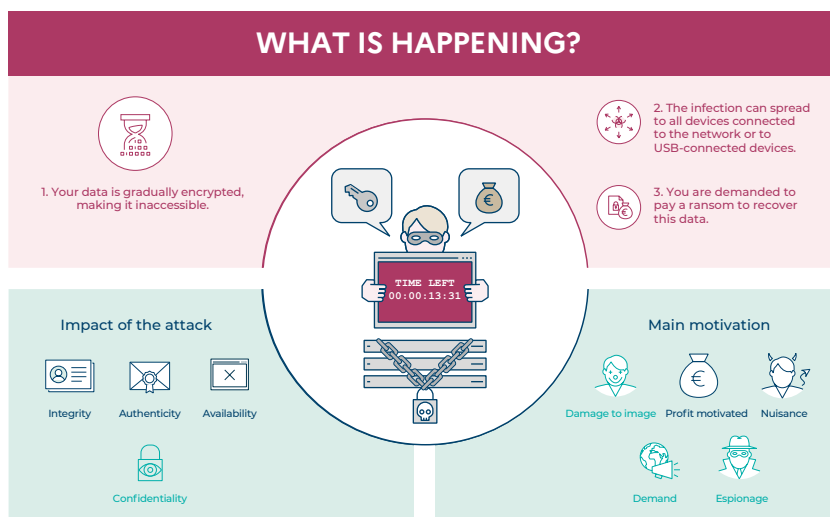 WHAT IS HAPPENING?
1. Your data is gradually encrypted,
making it inaccessible.
2. The infection can spread
to all devices connected
to the network or to
USB-connected devices.
3. You are demanded to
pay a ransom to recover
this data.
€
€
TIME LEFT
00:00:13:31
Impact of the attack
Integrity
Authenticity
Availability
Confidentiality
Main motivation
€
Damage to image
Profit motivated
Nuisance
Demand
Espionage